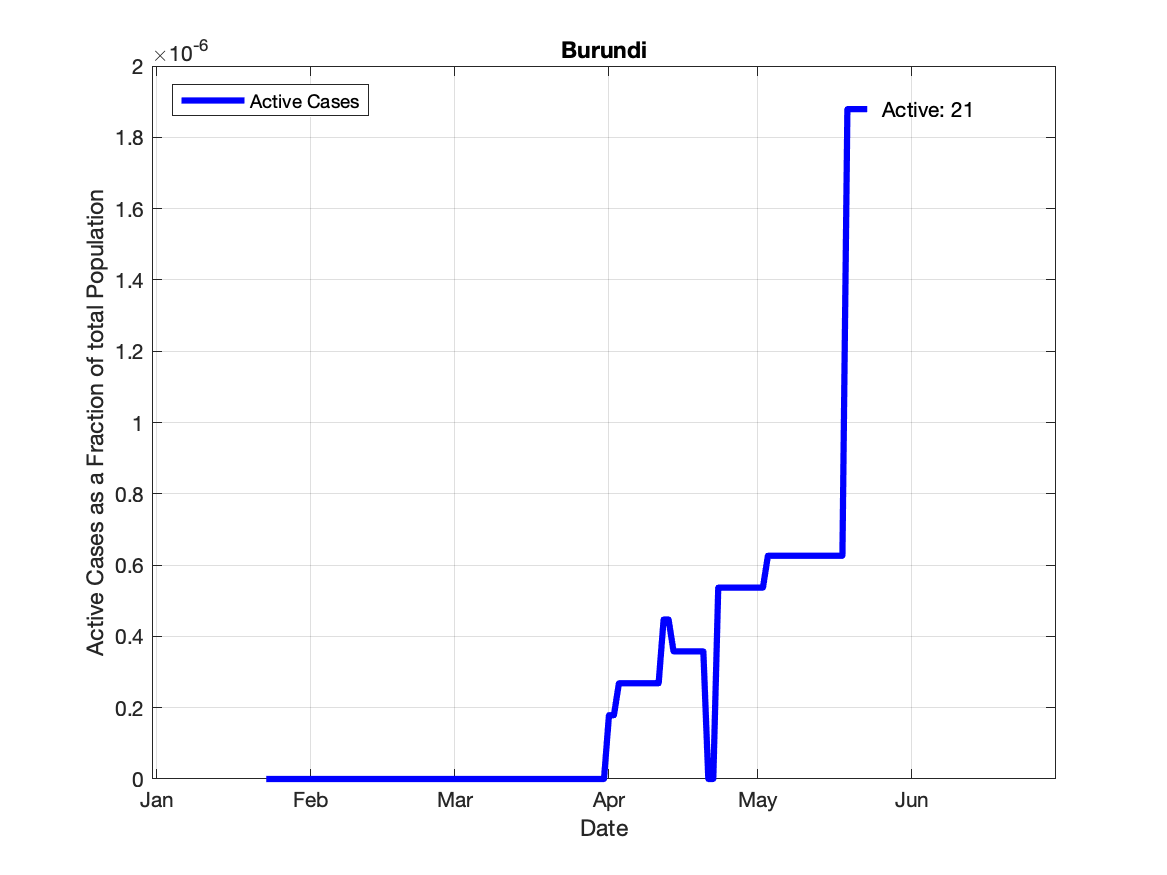 Burundi
×10-6
Active Cases
Active: 21
Active Cases as a Fraction of total Population
2
1.8
1.6
1.4
1.2
1
0.8
0.6
0.4
0.2
0
Jan Feb Mar Apr May Jun
Date